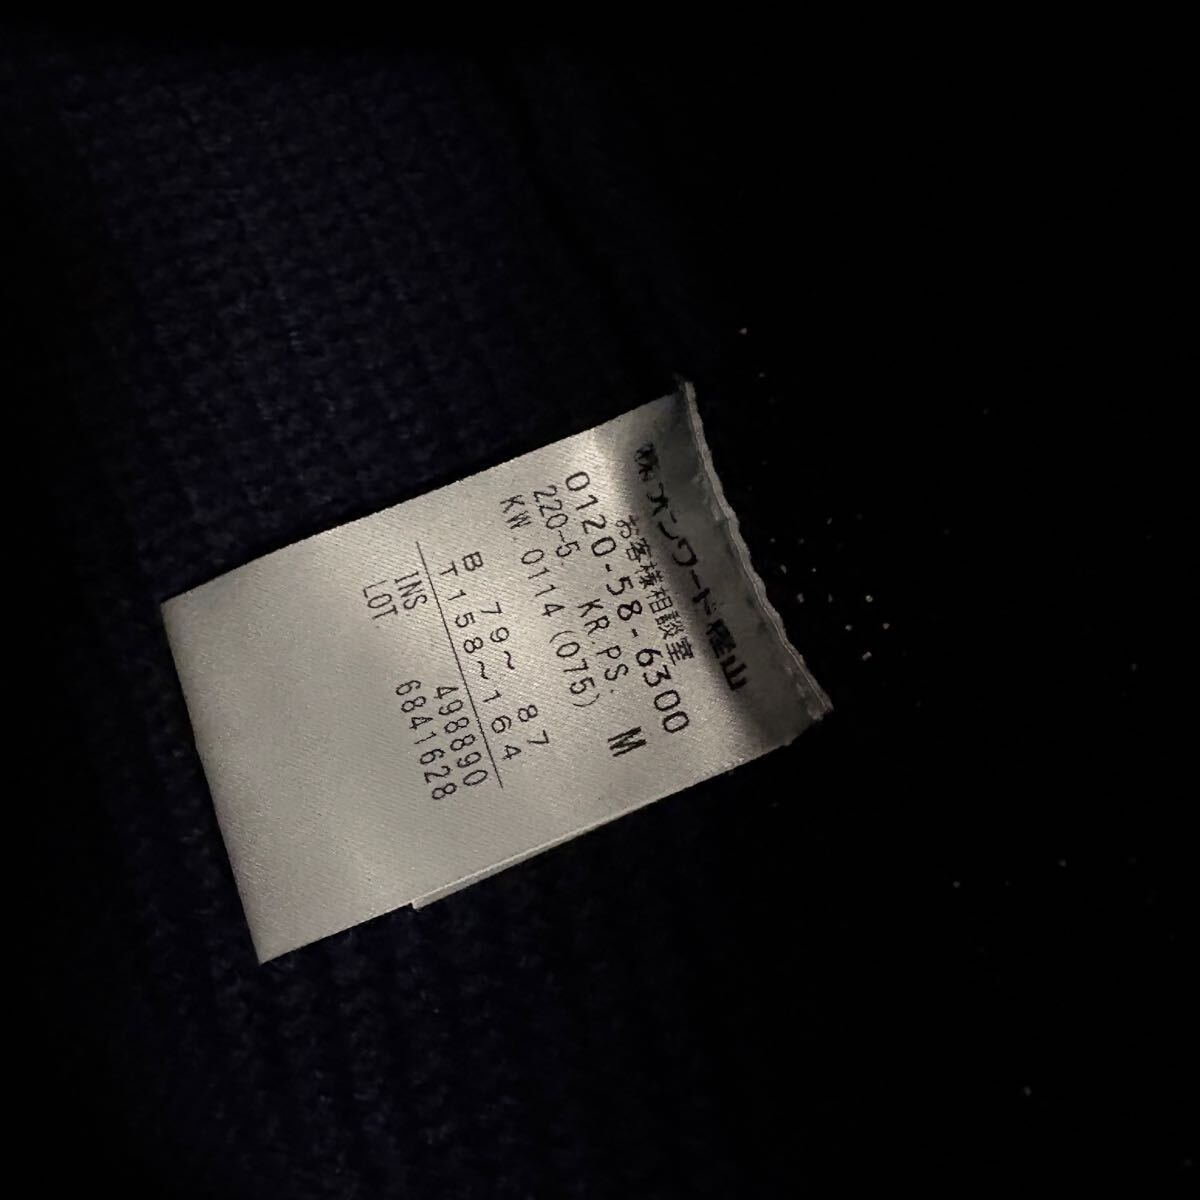 ㈱オンワード樫山
お客様相談室
0120-58-6300
220-5. KR.PS. M
KW.0114(075)
B 79～ 87
T158～164
INS 498890
LOT 6841628